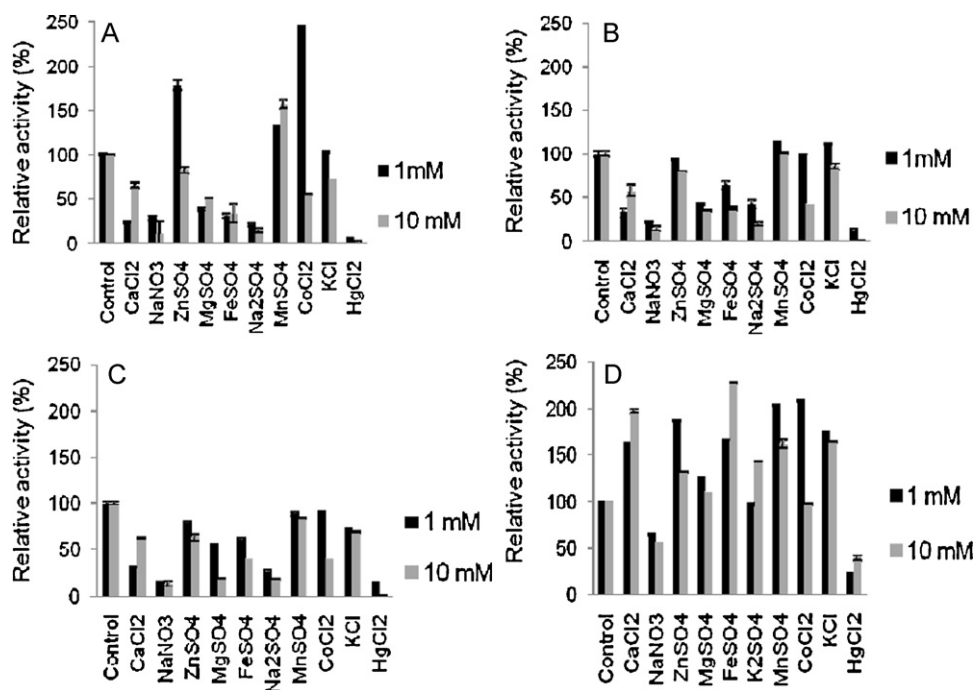 A
Relative activity (%)
250
200
150
100
50
0
Control
CaCl2
NaNO3
ZnSO4
MgSO4
FeSO4
Na2SO4
MnSO4
CoCl2
KCl
HgCl2
1mM
10 mM
B
Relative activity (%)
250
200
150
100
50
0
Control
CaCl2
NaNO3
ZnSO4
MgSO4
FeSO4
Na2SO4
MnSO4
CoCl2
KCl
HgCl2
1mM
10 mM
C
Relative activity (%)
250
200
150
100
50
0
Control
CaCl2
NaNO3
ZnSO4
MgSO4
FeSO4
Na2SO4
MnSO4
CoCl2
KCl
HgCl2
1 mM
10 mM
D
Relative activity (%)
250
200
150
100
50
0
Control
CaCl2
NaNO3
ZnSO4
MgSO4
FeSO4
K2SO4
MnSO4
CoCl2
KCl
HgCl2
1 mM
10 mM